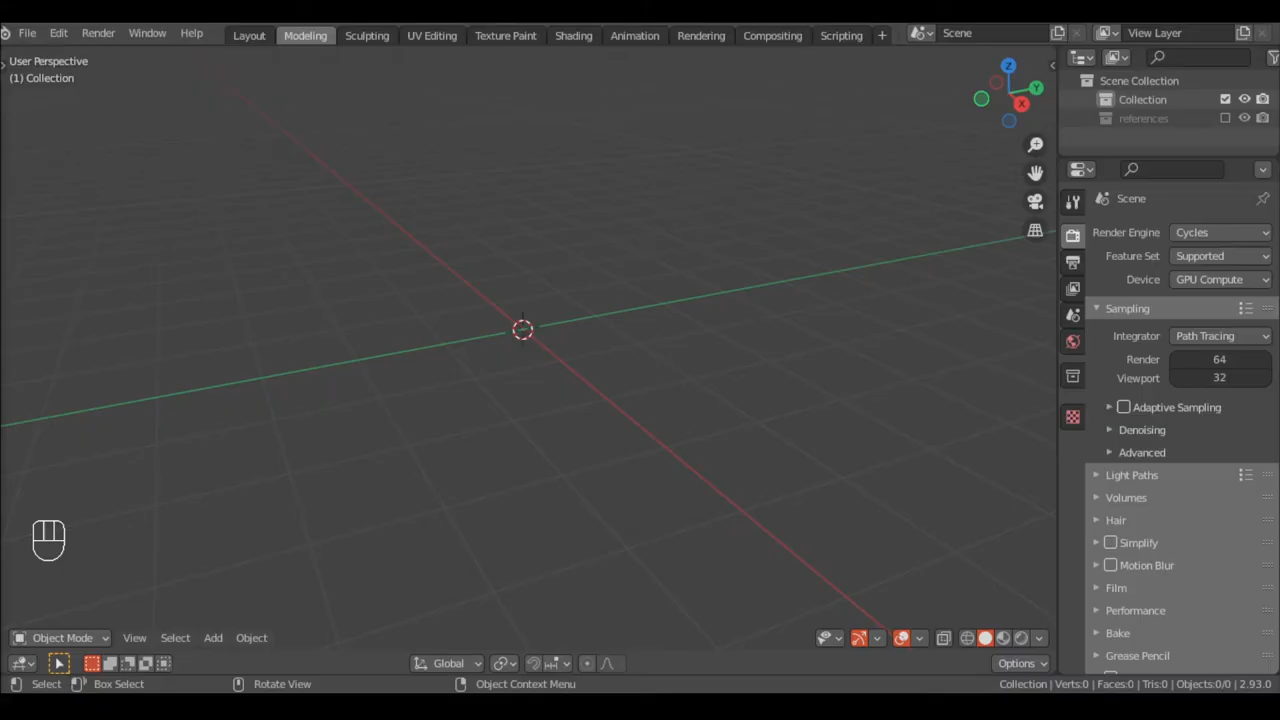 File Edit Render Window Help Layout Modeling Sculpting UV Editing Texture Paint Shading Animation Rendering Compositing Scripting + Scene View Layer
User Perspective
(1) Collection
Z
Y
X
Scene Collection
Collection
references
Scene
Render Engine Cycles
Feature Set Supported
Device GPU Compute
Sampling
Integrator Path Tracing
Render 64
Viewport 32
Adaptive Sampling
Denoising
Advanced
Light Paths
Volumes
Hair
Simplify
Motion Blur
Film
Performance
Bake
Grease Pencil
Object Mode View Select Add Object
Global Options
Select Box Select Rotate View Object Context Menu Collection | Verts:0 | Faces:0 | Tris:0 | Objects:0/0 | 2.93.0